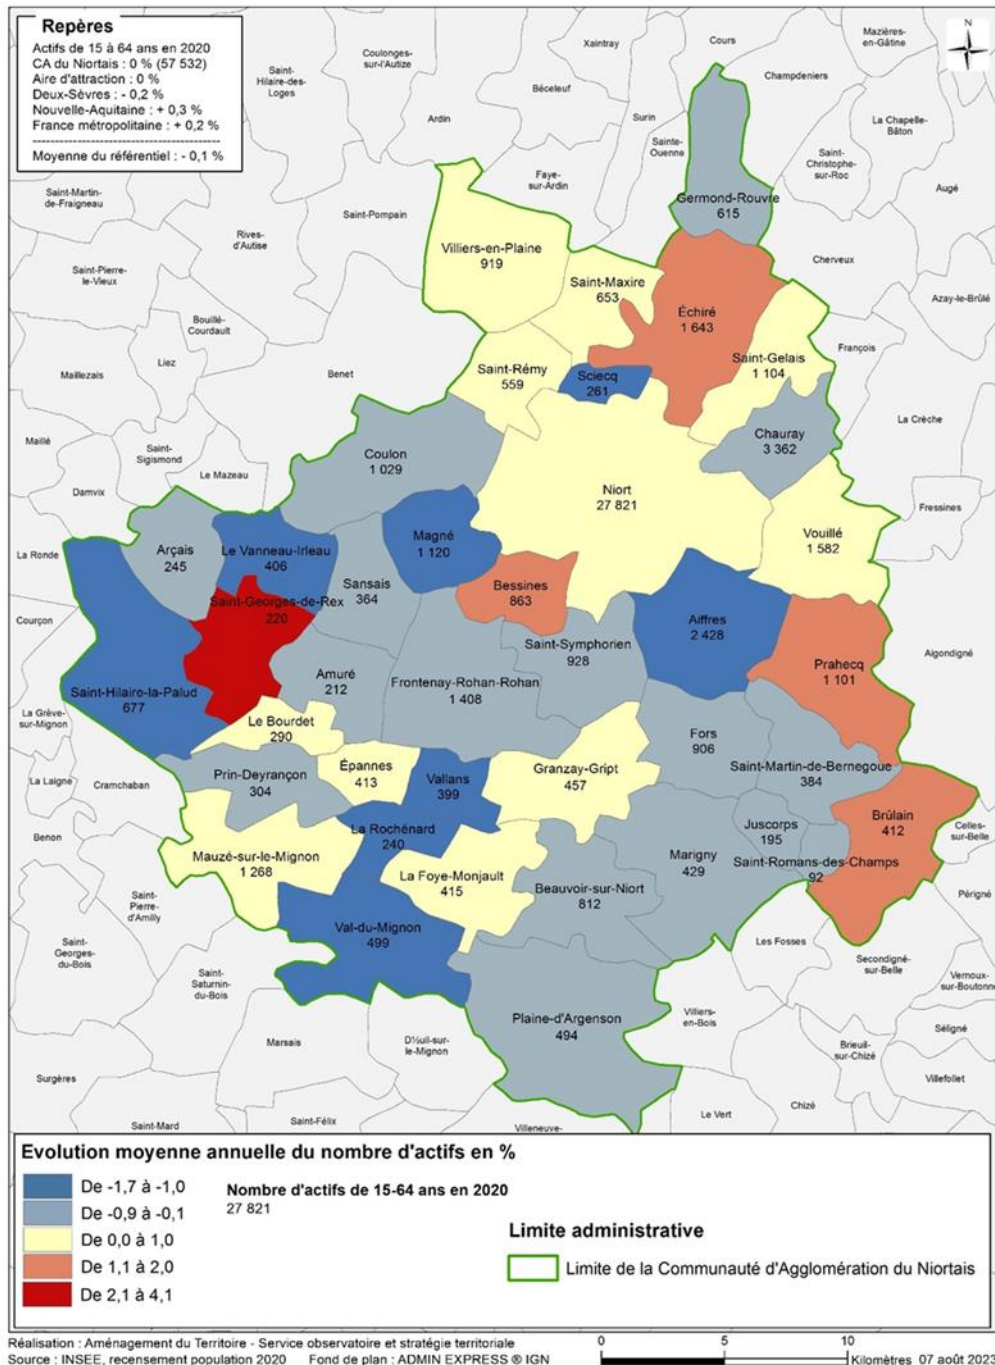 Repères
Actifs de 15 à 64 ans en 2020
CA du Niortais : 0 % (57 532)
Aire d'attraction : 0 %
Deux-Sèvres : - 0,2 %
Nouvelle-Aquitaine : + 0,3 %
France métropolitaine : + 0,2 %
Moyenne du référentiel : - 0,1 %
N
Xaintray
Cours
Mazières-
en-Gâtine
Coulonges-
sur-l'Autize
Saint-
Hilaire-des-
Loges
Béceleuf
Champdeniers
Ardin
Surin
La Chapelle-
Bâton
Sainte-
Ouenne
Saint-
Christophe-
sur-Roc
Faye-
sur-Ardin
Augé
Saint-Martin-
de-Fraigneau
Germond-Rouvre
615
Saint-Pompain
Rives-
d'Autise
Villiers-en-Plaine
919
Cherveux
Saint-Pierre-
le-Vieux
Saint-Maxire
653
Azay-le-Brûlé
Échiré
1 643
Bouillé-
Courdault
François
Saint-Gelais
1 104
Liez
Maillezais
Benet
Saint-Rémy
559
Sciecq
261
La Crèche
Chauray
3 362
Maillé
Saint-
Sigismond
Coulon
1 029
Le Mazeau
Damvix
Niort
27 821
Fressines
Vouillé
1 582
Magné
1 120
La Ronde
Arçais
245
Le Vanneau-Irleau
406
Sansais
364
Bessines
863
Saint-Georges-de-Rex
220
Courçon
Aiffres
2 428
Saint-Symphorien
928
Aigondigné
Prahecq
1 101
Amuré
212
Frontenay-Rohan-Rohan
1 408
Saint-Hilaire-la-Palud
677
La Grève-
sur-Mignon
Le Bourdet
290
Fors
906
Saint-Martin-de-Bernegoue
384
Épannes
413
Vallans
399
Granzay-Gript
457
La Laigne
Cramchaban
Prin-Deyrançon
304
Brûlain
412
Juscorps
195
Celles-
sur-Belle
Benon
La Rochénard
240
Marigny
429
Mauzé-sur-le-Mignon
1 268
Saint-Romans-des-Champs
92
La Foye-Monjault
415
Beauvoir-sur-Niort
812
Périgné
Saint-
Pierre-
d'Amilly
Val-du-Mignon
499
Saint-
Georges-
du-Bois
Les Fosses
Secondigné-
sur-Belle
Saint-
Saturnin-
du-Bois
Vernoux-
sur-Boutonne
Plaine-d'Argenson
494
Villiers-
en-Bois
Séligné
Marsais
D½uil-sur-
le-Mignon
Brieuil-
sur-Chizé
Surgères
Villefollet
Saint-Mard
Saint-Félix
Villeneuve-
Le Vert
Chizé
Evolution moyenne annuelle du nombre d'actifs en %
De -1,7 à -1,0
De -0,9 à -0,1
De 0,0 à 1,0
De 1,1 à 2,0
De 2,1 à 4,1
Nombre d'actifs de 15-64 ans en 2020
27 821
Limite administrative
Limite de la Communauté d'Agglomération du Niortais
Réalisation : Aménagement du Territoire - Service observatoire et stratégie territoriale
Source : INSEE, recensement population 2020 Fond de plan : ADMIN EXPRESS ® IGN
0 5 10
Kilomètres 07 août 2023